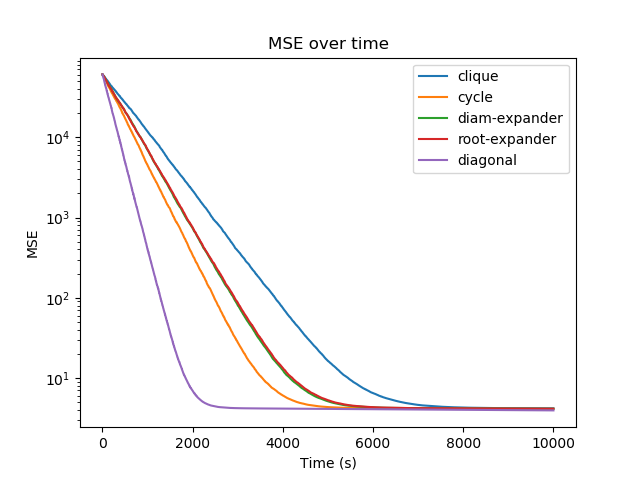 MSE over time
MSE
10^4
10^3
10^2
10^1
0 2000 4000 6000 8000 10000
Time (s)
clique
cycle
diam-expander
root-expander
diagonal